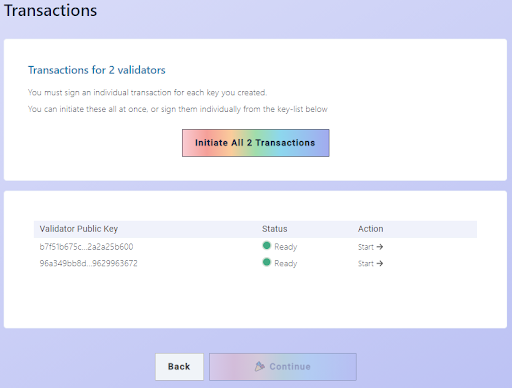 Transactions
Transactions for 2 validators
You must sign an individual transaction for each key you created.
You can initiate these all at once, or sign them individually from the key-list below
Initiate All 2 Transactions
Validator Public Key Status Action
b7f51b675c...2a2a25b600 Ready Start →
96a349bb8d...9629963672 Ready Start →
Back Continue